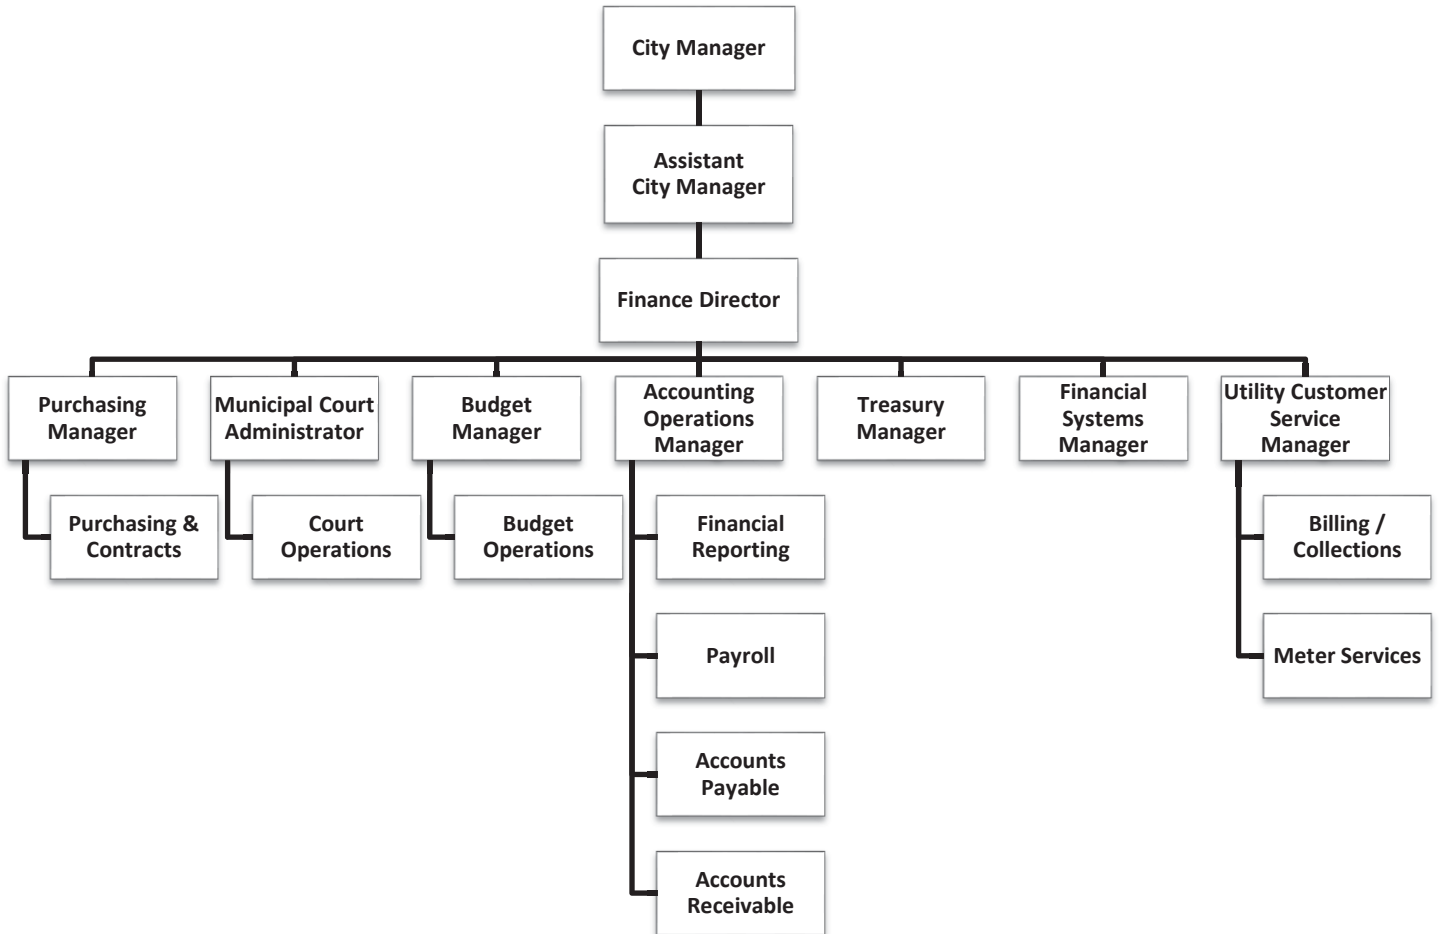 City Manager
Assistant
City Manager
Finance Director
Purchasing
Manager
Municipal Court
Administrator
Budget
Manager
Accounting
Operations
Manager
Treasury
Manager
Financial
Systems
Manager
Utility Customer
Service
Manager
Purchasing &
Contracts
Court
Operations
Budget
Operations
Financial
Reporting
Billing /
Collections
Payroll
Meter Services
Accounts
Payable
Accounts
Receivable